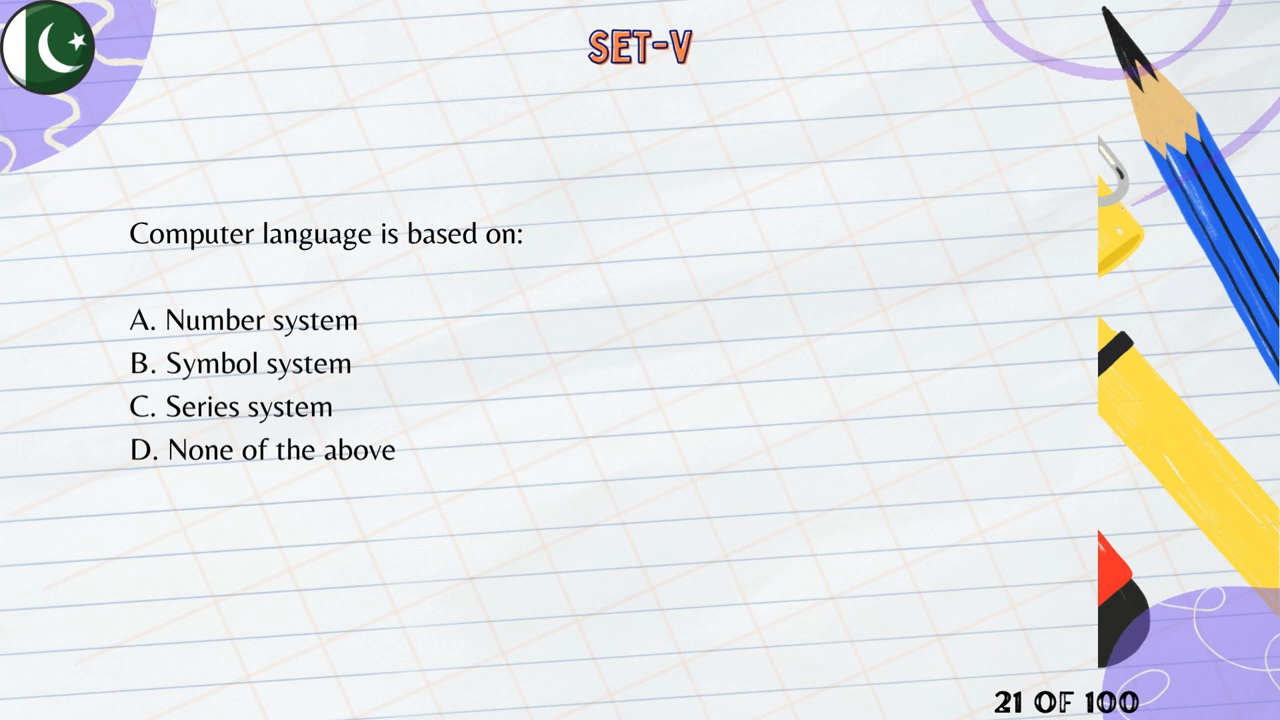 SET-V
Computer language is based on:
A. Number system
B. Symbol system
C. Series system
D. None of the above
21 OF 100